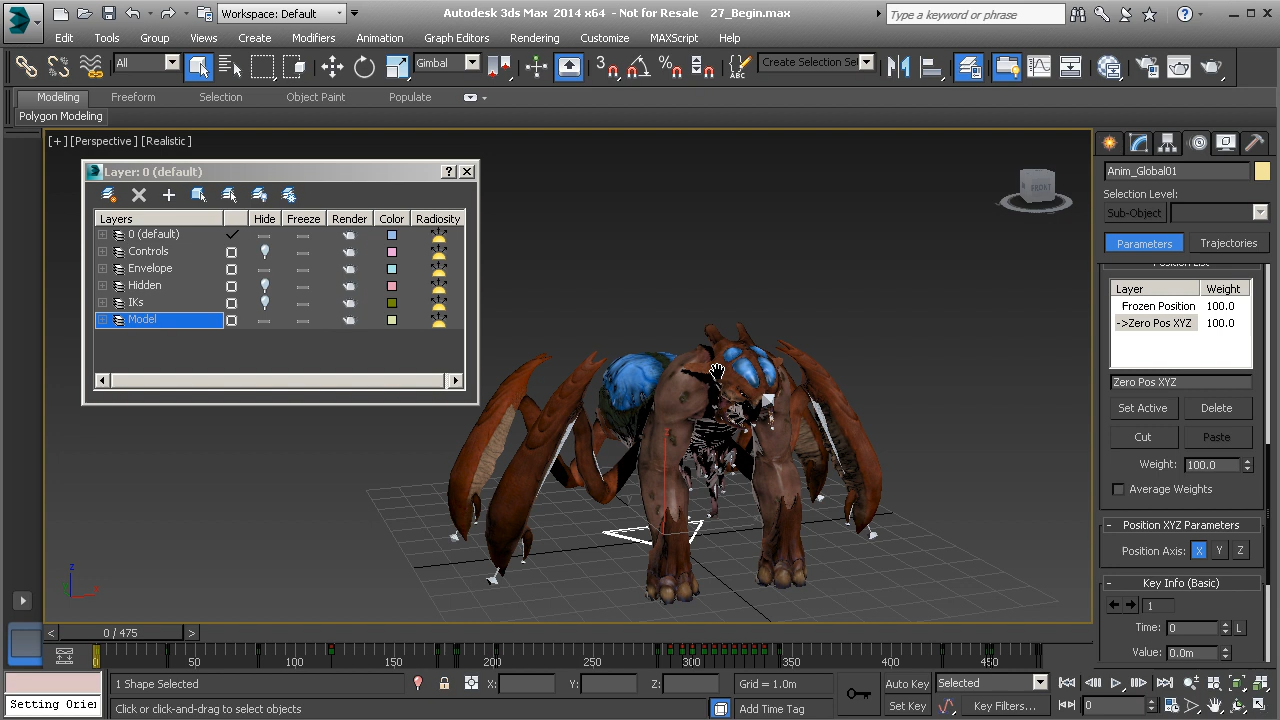 Workspace: Default
Autodesk 3ds Max 2014 x64 - Not for Resale 27_Begin.max
Type a keyword or phrase
Edit Tools Group Views Create Modifiers Animation Graph Editors Rendering Customize MAXScript Help
All
Gimbal
3
Create Selection Se
Modeling Freeform Selection Object Paint Populate
Polygon Modeling
[+] [Perspective] [Realistic]
Layer: 0 (default)
Layers Hide Freeze Render Color Radiosity
0 (default)
Controls
Envelope
Hidden
IKs
Model
FRONT
z
x
Anim_Global01
Selection Level:
Sub-Object
Parameters Trajectories
Position List
Layer Weight
Frozen Position 100.0
->Zero Pos XYZ 100.0
Zero Pos XYZ
Set Active Delete
Cut Paste
Weight: 100.0
Average Weights
- Position XYZ Parameters
Position Axis: X Y Z
- Key Info (Basic)
1
Time: 0 L
Value: 0.0m
< 0 / 475 >
0 50 100 150 200 250 300 350 400 450
1 Shape Selected
X: Y: Z:
Grid = 1.0m
Auto Key
Selected
Setting Orie
Click or click-and-drag to select objects
Add Time Tag
Set Key
Key Filters...
0